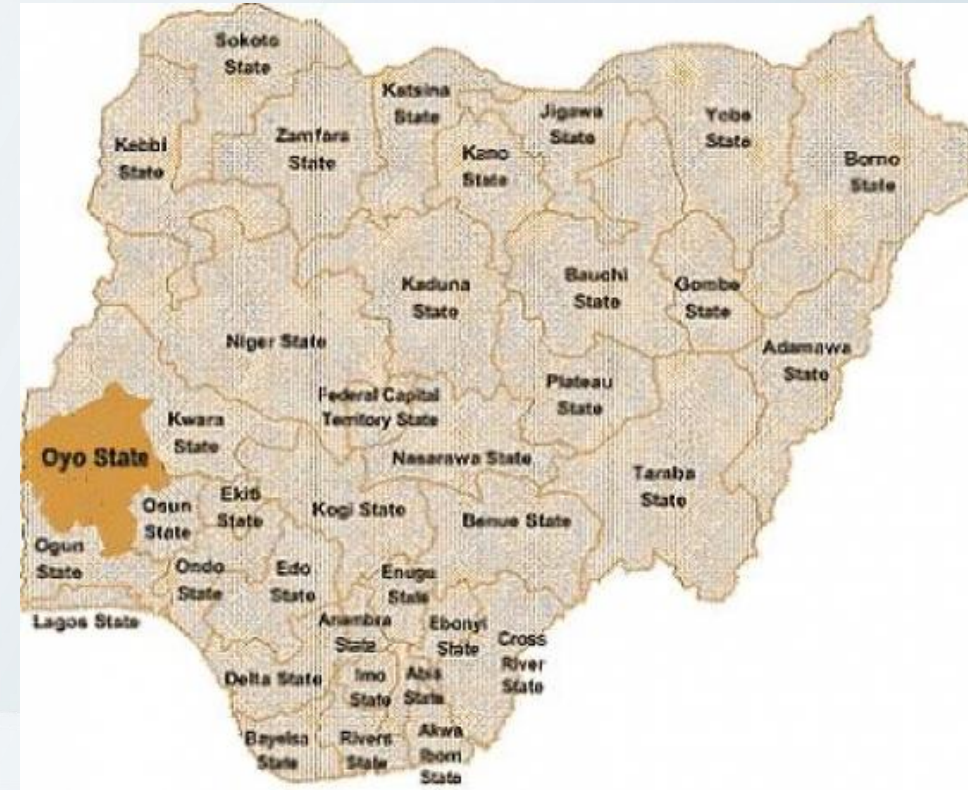 Sokoto
State
Katsina
State
Jigawa
State
Yobe
State
Kebbi
State
Zamfara
State
Kano
State
Borno
State
Kaduna
State
Bauchi
State
Gombe
State
Niger State
Adamawa
State
Federal Capital
Territory State
Plateau
State
Kwara
State
Oyo State
Nasarawa State
Taraba
State
Osun
State
Ekiti
State
Kogi State
Benue State
Ogun
State
Ondo
State
Edo
State
Enugu
State
Lagos State
Anambra
State
Ebonyi
State
Cross
River
State
Delta State
Imo
State
Abia
State
Bayelsa
State
Rivers
State
Akwa
Ibom
State